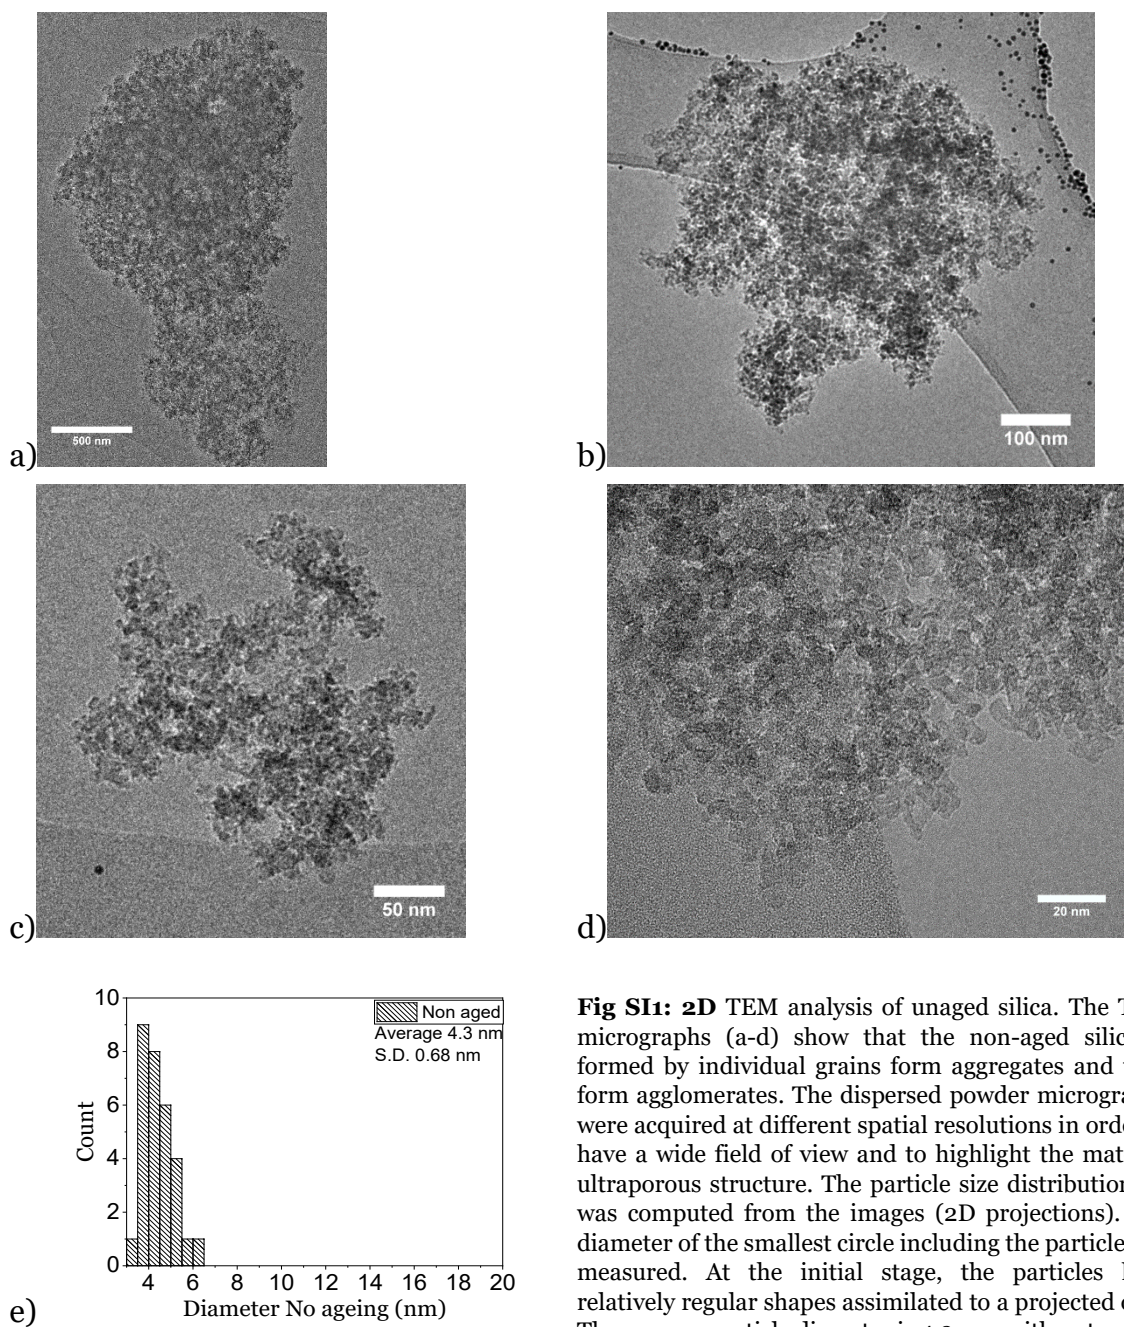 500 nm
a)
100 nm
b)
50 nm
c)
20 nm
d)
10
8
6
4
2
0
Count
Non aged
Average 4.3 nm
S.D. 0.68 nm
4 6 8 10 12 14 16 18 20
Diameter No ageing (nm)
e)
Fig SI1: 2D TEM analysis of unaged silica. The
micrographs (a-d) show that the non-aged
formed by individual grains form aggregates and
form agglomerates. The dispersed powder
were acquired at different spatial resolutions in
have a wide field of view and to highlight the
ultraporous structure. The particle size distribution
was computed from the images (2D projections).
diameter of the smallest circle including the particle
measured. At the initial stage, the particles
relatively regular shapes assimilated to a projected